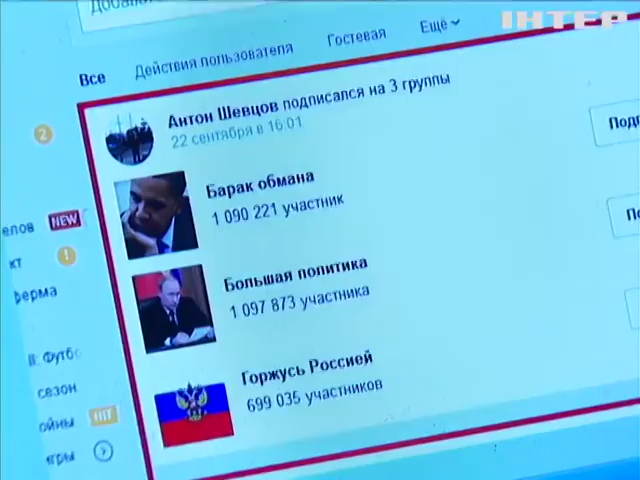 ІНТЕР
Все
Действия пользователя
Гостевая
Ещё
Антон Шевцов подписался на 3 группы
22 сентября в 16:01
2
Барак обмана
1 090 221 участник
NEW
Большая политика
1 097 873 участника
ферма
Горжусь Россией
699 035 участников
сезон